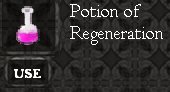 Potion of
Regeneration
USE